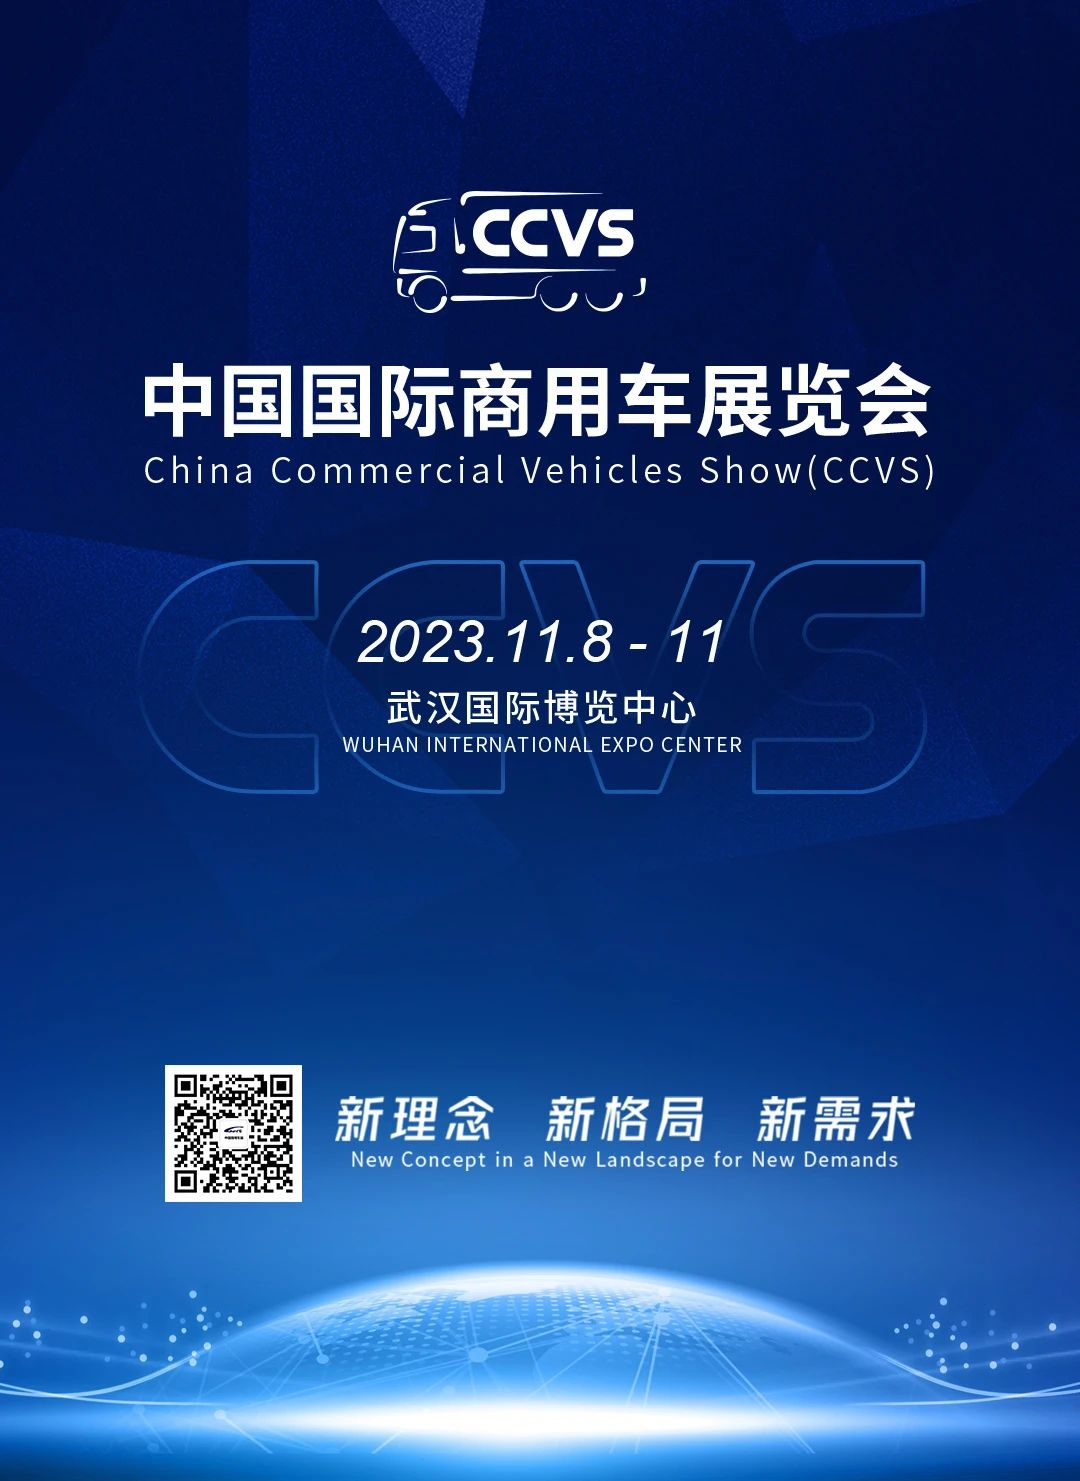 CCVS
中国国际商用车展览会
China Commercial Vehicles Show(CCVS)
CCVS
2023.11.8 - 11
武汉国际博览中心
WUHAN INTERNATIONAL EXPO CENTER
新理念 新格局 新需求
New Concept in a New Landscape for New Demands